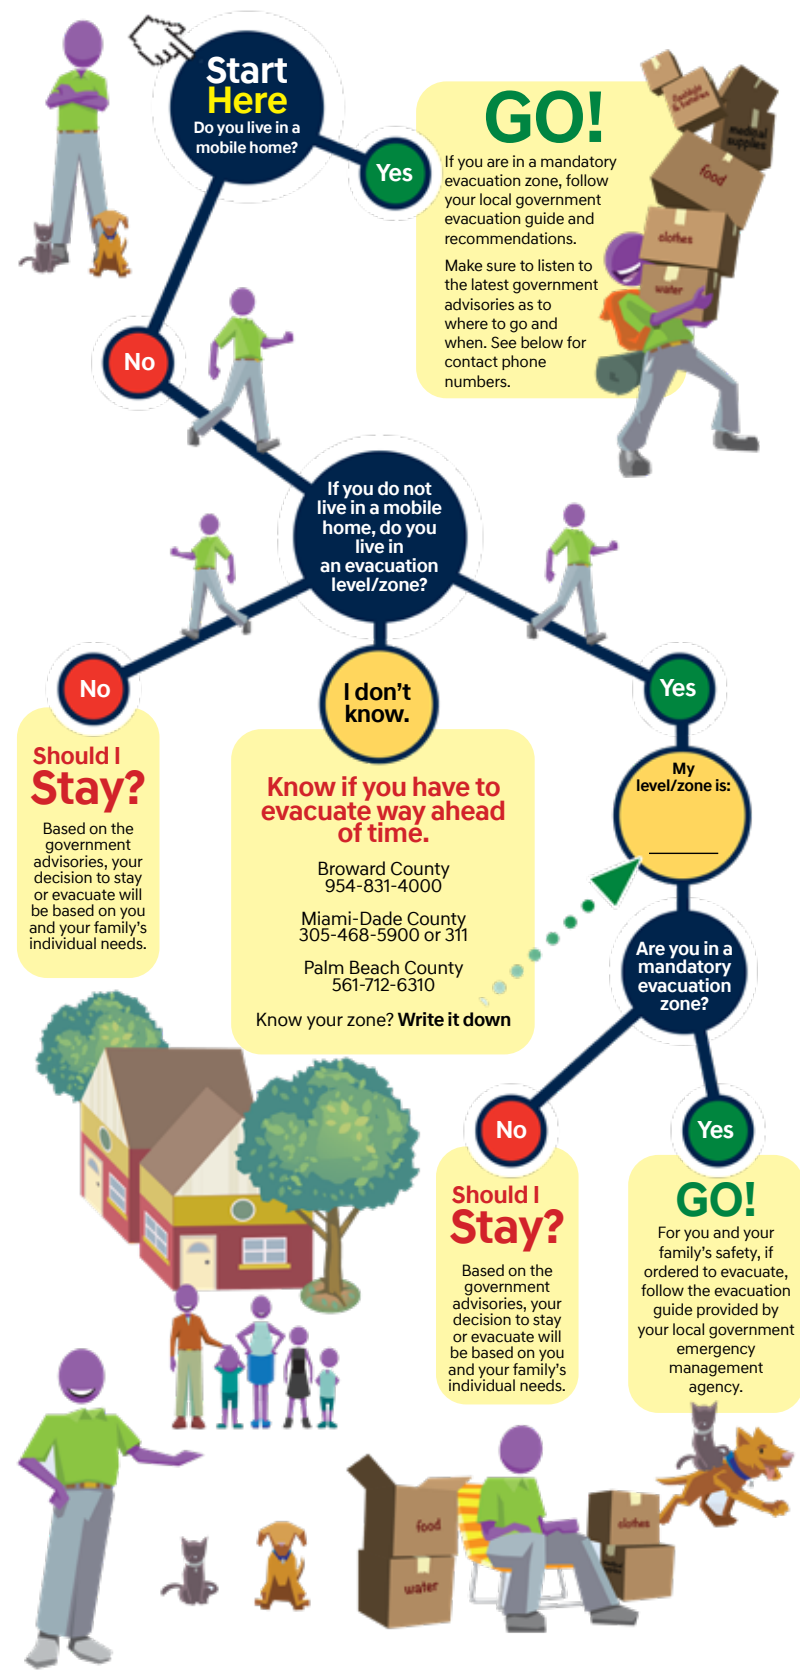 Start
Here
Do you live in a
mobile home?
Yes
GO!
If you are in a mandatory
evacuation zone, follow
your local government
evacuation guide and
recommendations.
Make sure to listen to
the latest government
advisories as to
where to go and
when. See below for
contact phone
numbers.
flashlight
& batteries
medical
supplies
food
clothes
water
No
If you do not
live in a mobile
home, do you
live in
an evacuation
level/zone?
No
Should I
Stay?
Based on the
government
advisories, your
decision to stay
or evacuate will
be based on you
and your family's
individual needs.
I don't
know.
Know if you have to
evacuate way ahead
of time.
Broward County
954-831-4000
Miami-Dade County
305-468-5900 or 311
Palm Beach County
561-712-6310
Know your zone? Write it down
Yes
My
level/zone is:
Are you in a
mandatory
evacuation
zone?
No
Should I
Stay?
Based on the
government
advisories, your
decision to stay
or evacuate will
be based on you
and your family's
individual needs.
Yes
GO!
For you and your
family's safety, if
ordered to evacuate,
follow the evacuation
guide provided by
your local government
emergency
management
agency.
food
water
clothes